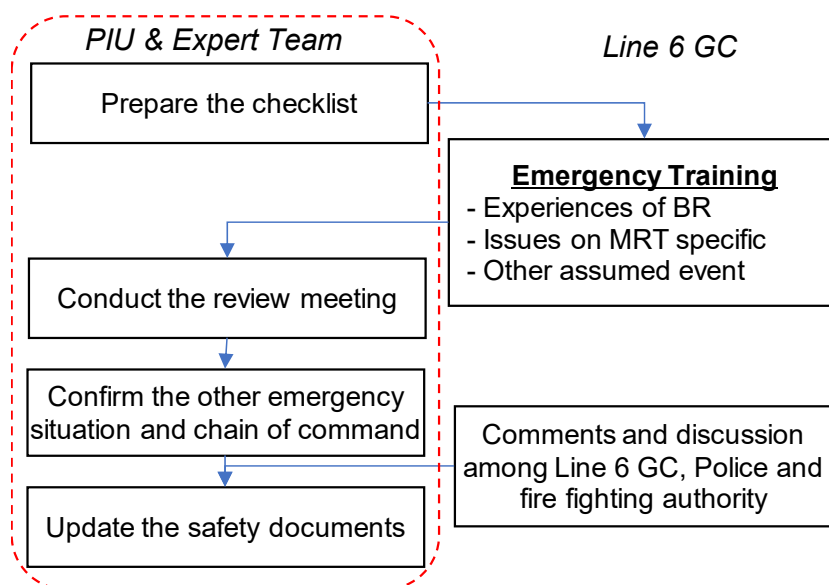 PIU & Expert Team
Line 6 GC
Prepare the checklist
Emergency Training
- Experiences of BR
- Issues on MRT specific
- Other assumed event
Conduct the review meeting
Confirm the other emergency
situation and chain of command
Comments and discussion
among Line 6 GC, Police and
fire fighting authority
Update the safety documents